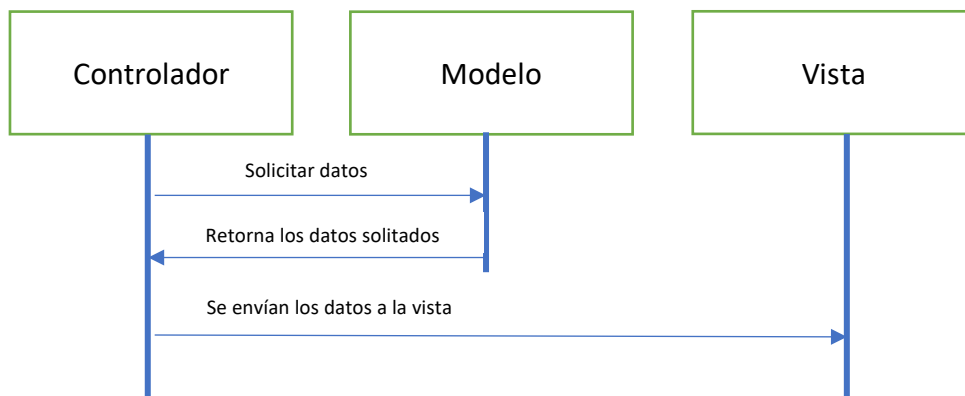 Controlador
Modelo
Vista
Solicitar datos
Retorna los datos solitados
Se envían los datos a la vista